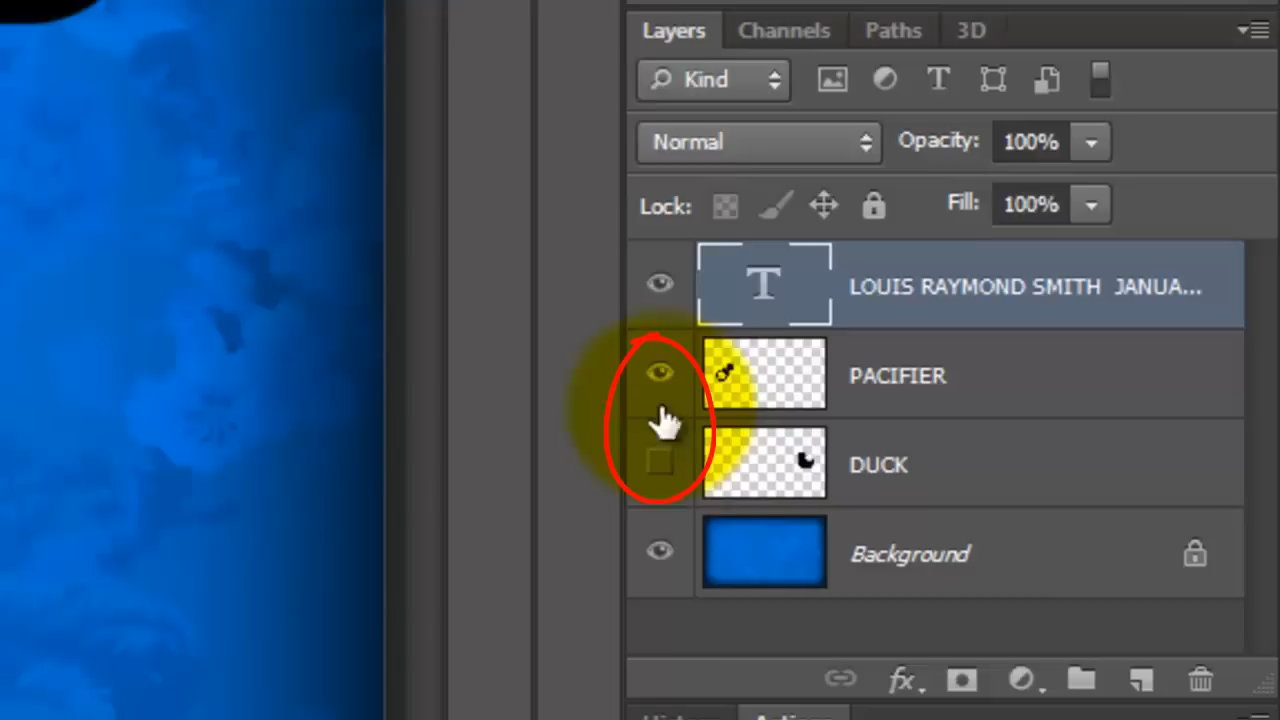 Layers Channels Paths 3D
Kind T
Normal Opacity: 100%
Lock: Fill: 100%
T LOUIS RAYMOND SMITH JANUA...
PACIFIER
DUCK
Background
fx